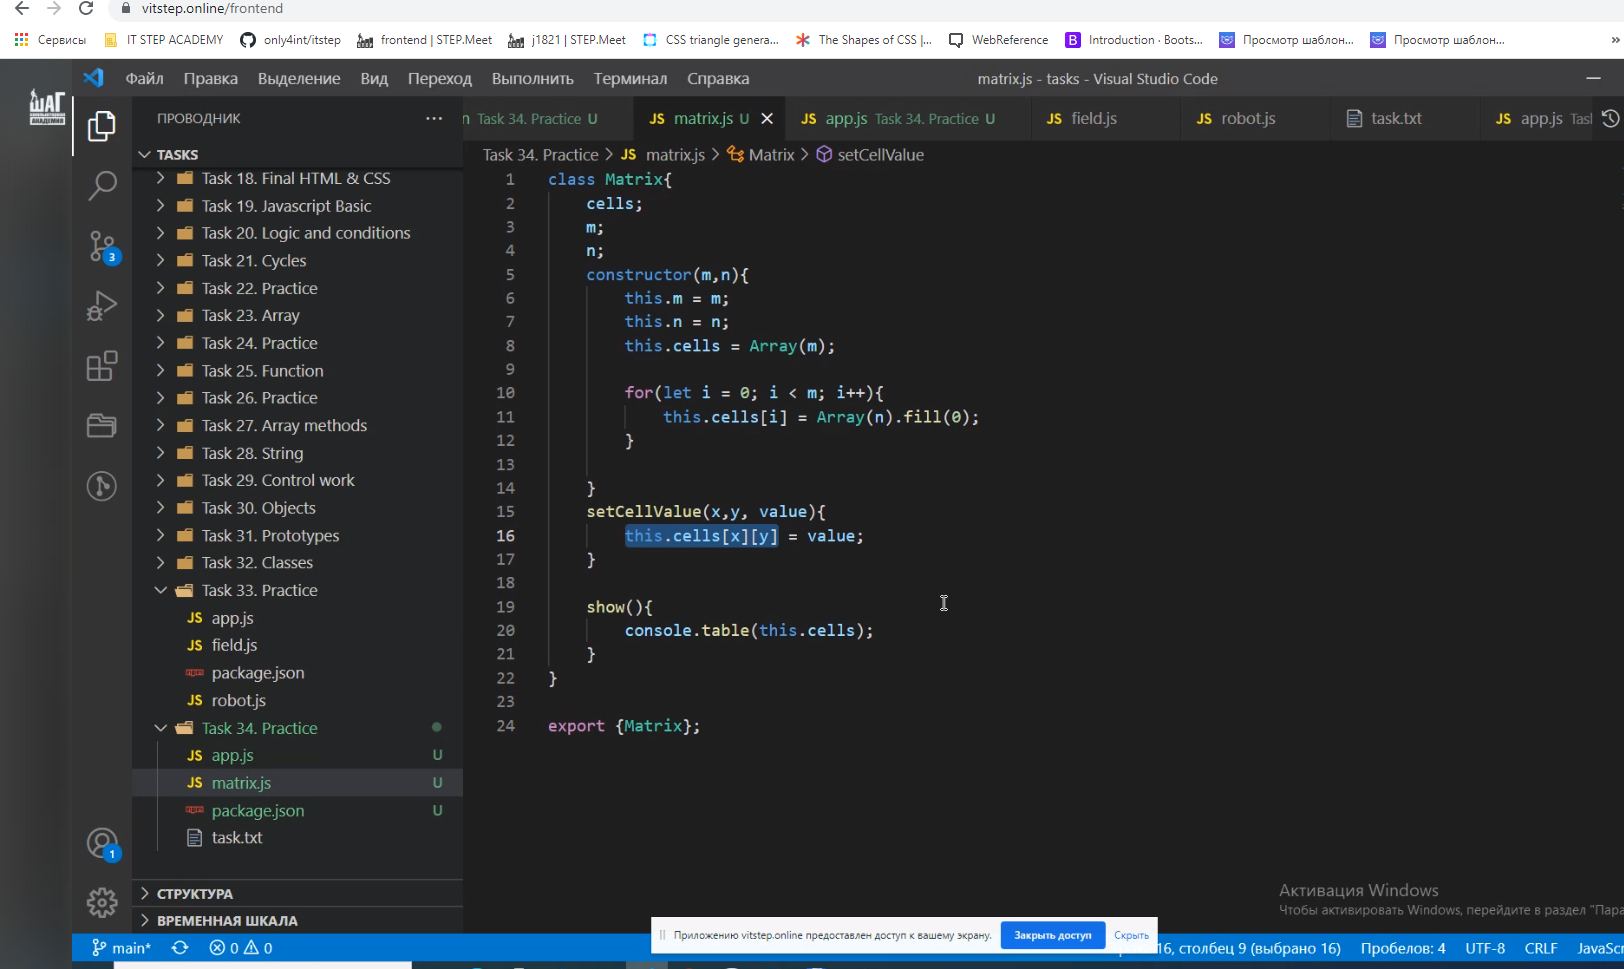 vitstep.online/frontend
Сервисы IT STEP ACADEMY only4int/itstep frontend | STEP.Meet j1821 | STEP.Meet CSS triangle genera... The Shapes of CSS |... WebReference Introduction · Boots... Просмотр шаблон... Просмотр шаблон... »
ШАГ
Файл Правка Выделение Вид Переход Выполнить Терминал Справка matrix.js - tasks - Visual Studio Code
ПРОВОДНИК ···
n Task 34. Practice U JS matrix.js U JS app.js Task 34. Practice U JS field.js JS robot.js task.txt JS app.js Tasl
TASKS
Task 18. Final HTML & CSS
Task 19. Javascript Basic
Task 20. Logic and conditions
Task 21. Cycles
Task 22. Practice
Task 23. Array
Task 24. Practice
Task 25. Function
Task 26. Practice
Task 27. Array methods
Task 28. String
Task 29. Control work
Task 30. Objects
Task 31. Prototypes
Task 32. Classes
Task 33. Practice
JS app.js
JS field.js
package.json
JS robot.js
Task 34. Practice
JS app.js U
JS matrix.js U
package.json U
task.txt
СТРУКТУРА
ВРЕМЕННАЯ ШКАЛА
3
1
Task 34. Practice > JS matrix.js > Matrix > setCellValue
1 class Matrix{
2 cells;
3 m;
4 n;
5 constructor(m,n){
6 this.m = m;
7 this.n = n;
8 this.cells = Array(m);
9
10 for(let i = 0; i < m; i++){
11 this.cells[i] = Array(n).fill(0);
12 }
13
14 }
15 setCellValue(x,y, value){
16 this.cells[x][y] = value;
17 }
18
19 show(){
20 console.table(this.cells);
21 }
22 }
23
24 export {Matrix};
Активация Windows
Чтобы активировать Windows, перейдите в раздел "Пара
Приложению vitstep.online предоставлен доступ к вашему экрану. Закрыть доступ Скрыть
main* 0 0 16, столбец 9 (выбрано 16) Пробелов: 4 UTF-8 CRLF JavaScr